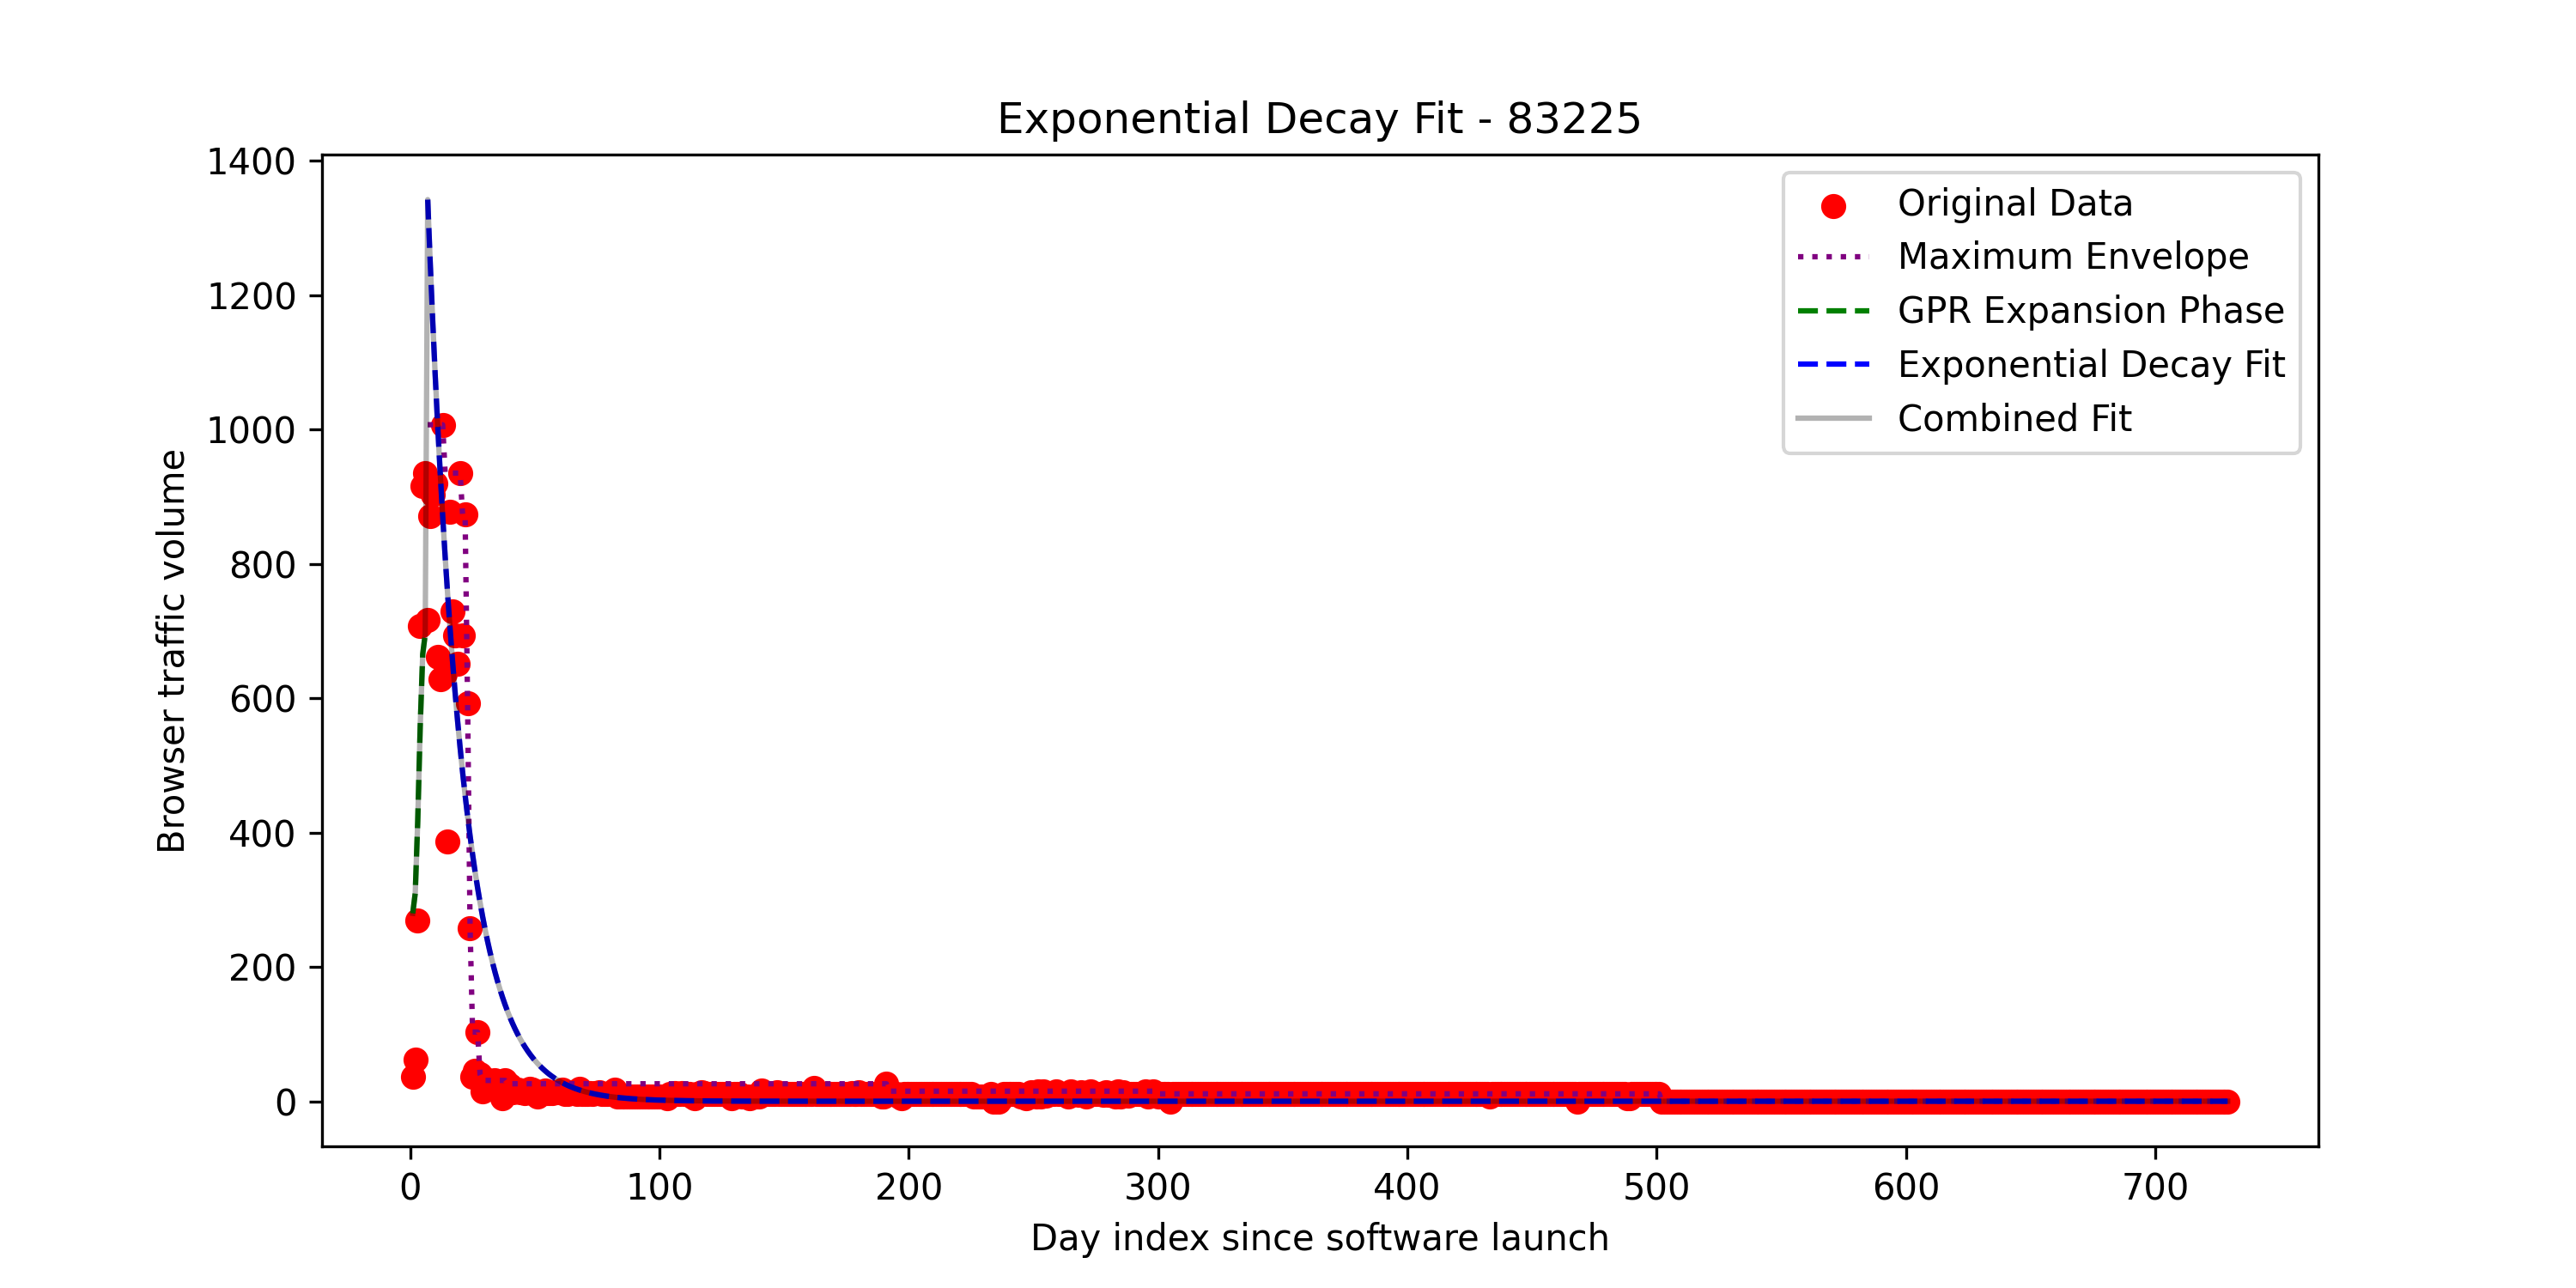 Exponential Decay Fit - 83225
1400
1200
1000
800
600
400
200
0
Browser traffic volume
Original Data
Maximum Envelope
GPR Expansion Phase
Exponential Decay Fit
Combined Fit
0 100 200 300 400 500 600 700
Day index since software launch